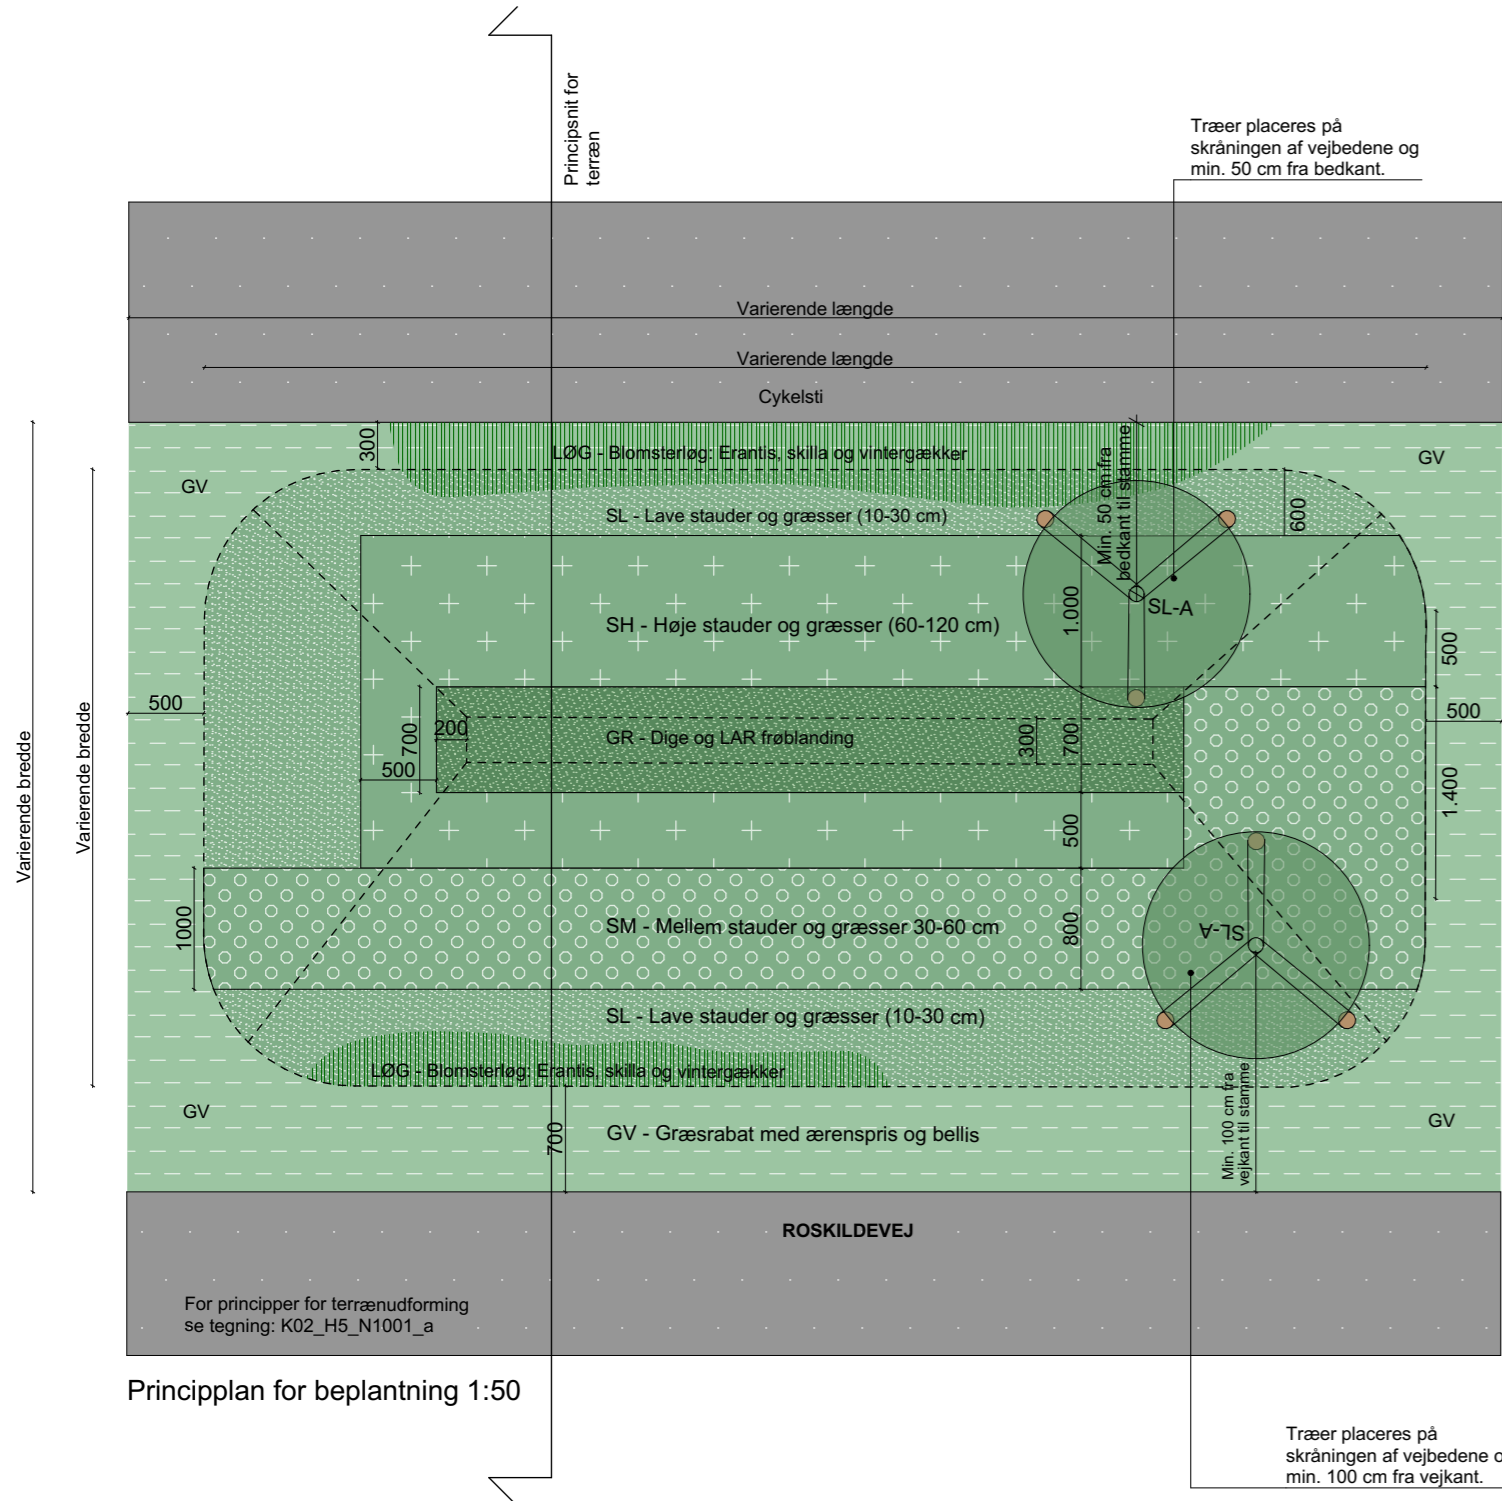 Principsnit for
terræn
Træer placeres på
skråningen af vejbedene og
min. 50 cm fra bedkant.
Varierende længde
Varierende længde
Cykelsti
300
LØG - Blomsterløg: Erantis, skilla og vintergækker
GV
GV
SL - Lave stauder og græsser (10-30 cm)
Min. 50 cm fra
bedkant til stamme
600
SH - Høje stauder og græsser (60-120 cm)
1.000
SL-A
500
500
Varierende bredde
Varierende bredde
700
200
500
GR - Dige og LAR frøblanding
300
700
500
1.400
500
1000
SM - Mellem stauder og græsser 30-60 cm
800
SL-A
SL - Lave stauder og græsser (10-30 cm)
LØG - Blomsterløg: Erantis, skilla og vintergækker
GV
700
GV - Græsrabat med ærenspris og bellis
Min. 100 cm fra
vejkant til stamme
GV
ROSKILDEVEJ
For principper for terrænudforming
se tegning: K02_H5_N1001_a
Principplan for beplantning 1:50
Træer placeres på
skråningen af vejbedene o
min. 100 cm fra vejkant.